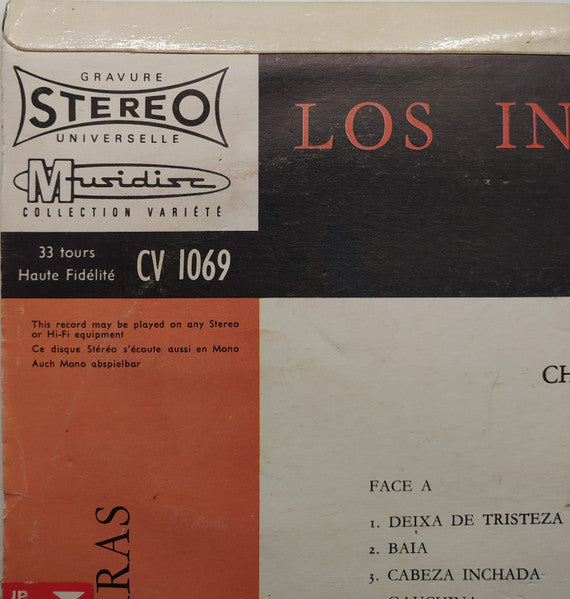 GRAVURE
STEREO
UNIVERSELLE
Musidisc
COLLECTION VARIÉTÉ
33 tours
Haute Fidélité
CV 1069
LOS IN
This record may be played on any Stereo
or Hi-Fi equipment
Ce disque Stéréo s'écoute aussi en Mono
Auch Mono abspielbar
CH
FACE A
1. DEIXA DE TRISTEZA
2. BAIA
3. CABEZA INCHADA
RAS